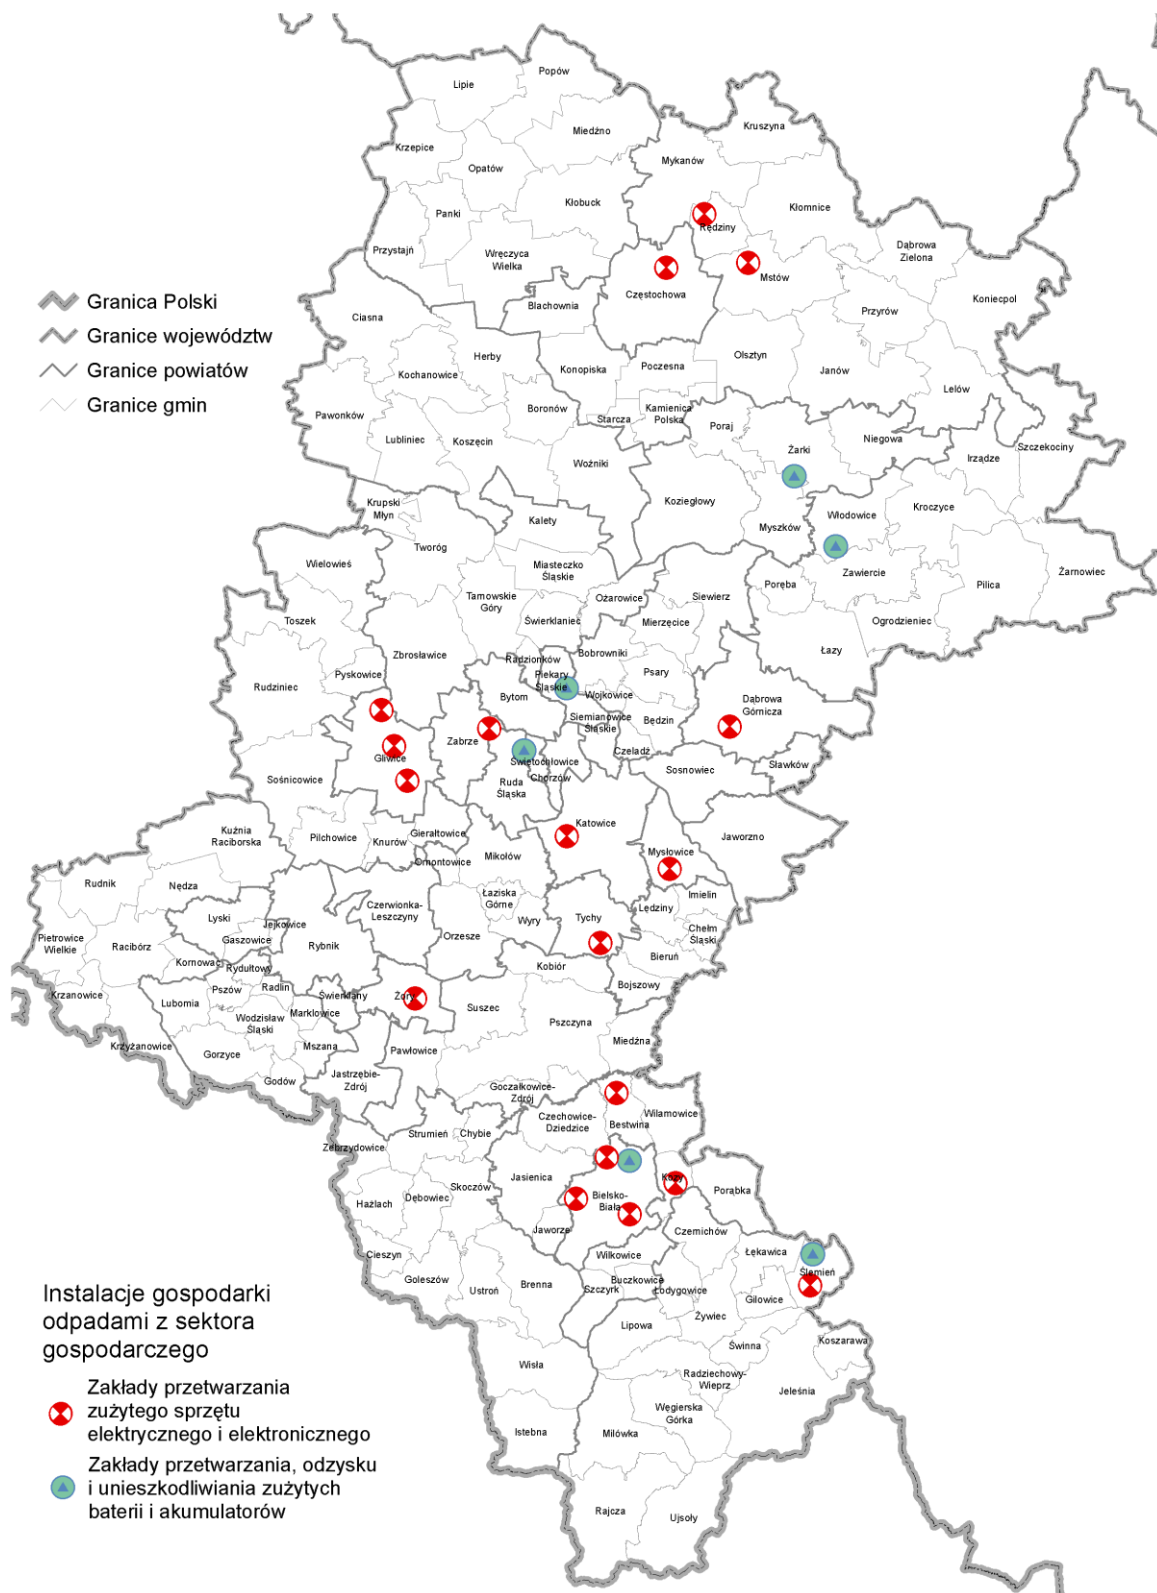 Popów
Lipie
Kruszyna
Miedźno
Krzepice
Mykanów
Opatów
Kłobuck
Kłomnice
Panki
Rędziny
Przystajń
Dąbrowa
Zielona
Wręczyca
Wielka
Mstów
Częstochowa
Koniecpol
Blachownia
Przyrów
Ciasna
Granica Polski
Granice województw
Granice powiatów
Granice gmin
Herby
Konopiska
Poczesna
Olsztyn
Janów
Kochanowice
Lelów
Boronów
Pawonków
Starcza
Kamienica
Polska
Poraj
Lubliniec
Koszęcin
Niegowa
Żarki
Szczekociny
Irządze
Woźniki
Koziegłowy
Krupski
Młyn
Kalety
Myszków
Włodowice
Kroczyce
Tworóg
Wielowieś
Miasteczko
Śląskie
Zawiercie
Poręba
Pilica
Żarnowiec
Tarnowskie
Góry
Ożarowice
Siewierz
Toszek
Świerklaniec
Mierzęcice
Ogrodzieniec
Łazy
Zbrosławice
Radzionków
Bobrowniki
Rudziniec
Pyskowice
Piekary
Śląskie
Psary
Bytom
Wojkowice
Dąbrowa
Górnicza
Siemianowice
Śląskie
Będzin
Zabrze
Gliwice
Czeladź
Świętochłowice
Sławków
Chorzów
Sosnowiec
Sośnicowice
Ruda
Śląska
Katowice
Kuźnia
Raciborska
Pilchowice
Knurów
Gierałtowice
Jaworzno
Ornontowice
Mikołów
Mysłowice
Rudnik
Nędza
Łaziska
Górne
Imielin
Lędziny
Czerwionka-
Leszczyny
Lyski
Jejkowice
Wyry
Tychy
Chełm
Śląski
Pietrowice
Wielkie
Racibórz
Gaszowice
Rybnik
Orzesze
Bieruń
Kornowac
Rydułtowy
Kobiór
Bojszowy
Krzanowice
Lubomia
Pszów
Radlin
Świerklany
Żory
Suszec
Wodzisław
Śląski
Marklowice
Pszczyna
Krzyżanowice
Gorzyce
Mszana
Pawłowice
Miedźna
Godów
Jastrzębie-
Zdrój
Goczałkowice-
Zdrój
Czechowice-
Dziedzice
Bestwina
Wilamowice
Strumień
Chybie
Zebrzydowice
Jasienica
Kozy
Porąbka
Skoczów
Dębowiec
Hażlach
Bielsko-
Biała
Jaworze
Czernichów
Cieszyn
Wilkowice
Łękawica
Goleszów
Ustroń
Brenna
Szczyrk
Buczkowice
Łodygowice
Ślemień
Gilowice
Żywiec
Lipowa
Świnna
Koszarawa
Wisła
Radziechowy-
Wieprz
Jeleśnia
Węgierska
Górka
Istebna
Milówka
Rajcza
Ujsoły
Instalacje gospodarki
odpadami z sektora
gospodarczego
Zakłady przetwarzania
zużytego sprzętu
elektrycznego i elektronicznego
Zakłady przetwarzania, odzysku
i unieszkodliwiania zużytych
baterii i akumulatorów